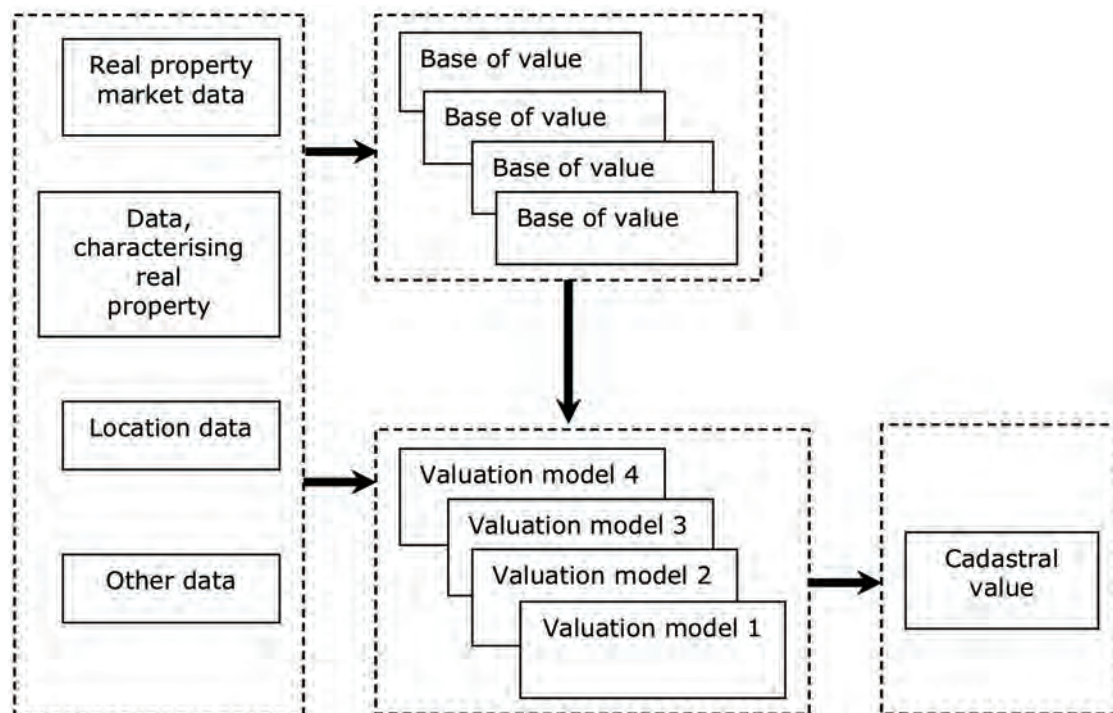 Real property
market data
Data,
characterising
real
property
Location data
Other data
Base of value
Base of value
Base of value
Base of value
Valuation model 4
Valuation model 3
Valuation model 2
Valuation model 1
Cadastral
value